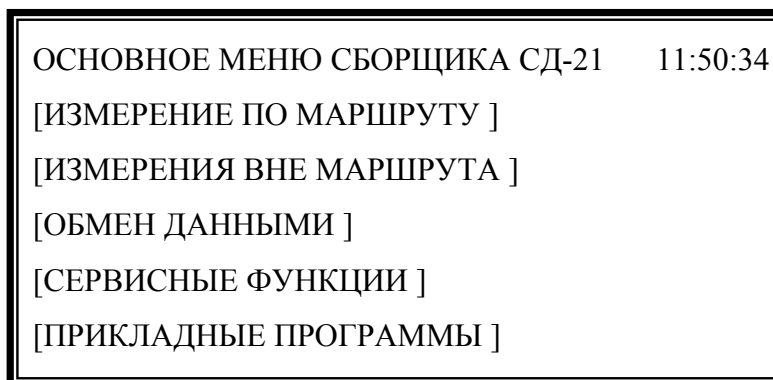 ОСНОВНОЕ МЕНЮ СБОРЩИКА СД-21 11:50:34
[ИЗМЕРЕНИЕ ПО МАРШРУТУ ]
[ИЗМЕРЕНИЯ ВНЕ МАРШРУТА ]
[ОБМЕН ДАННЫМИ ]
[СЕРВИСНЫЕ ФУНКЦИИ ]
[ПРИКЛАДНЫЕ ПРОГРАММЫ ]